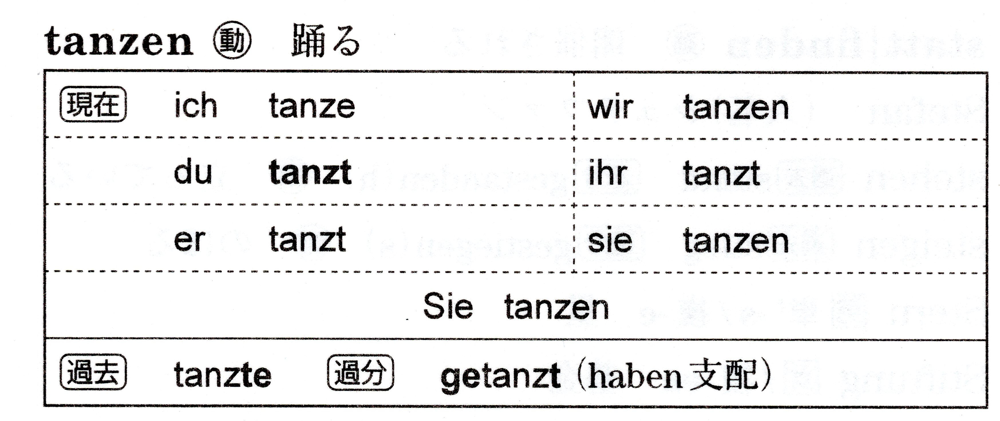 tanzen 動 踊る
現在 ich tanze wir tanzen
du tanzt ihr tanzt
er tanzt sie tanzen
Sie tanzen
過去 tanzte 過分 getanzt (haben 支配)